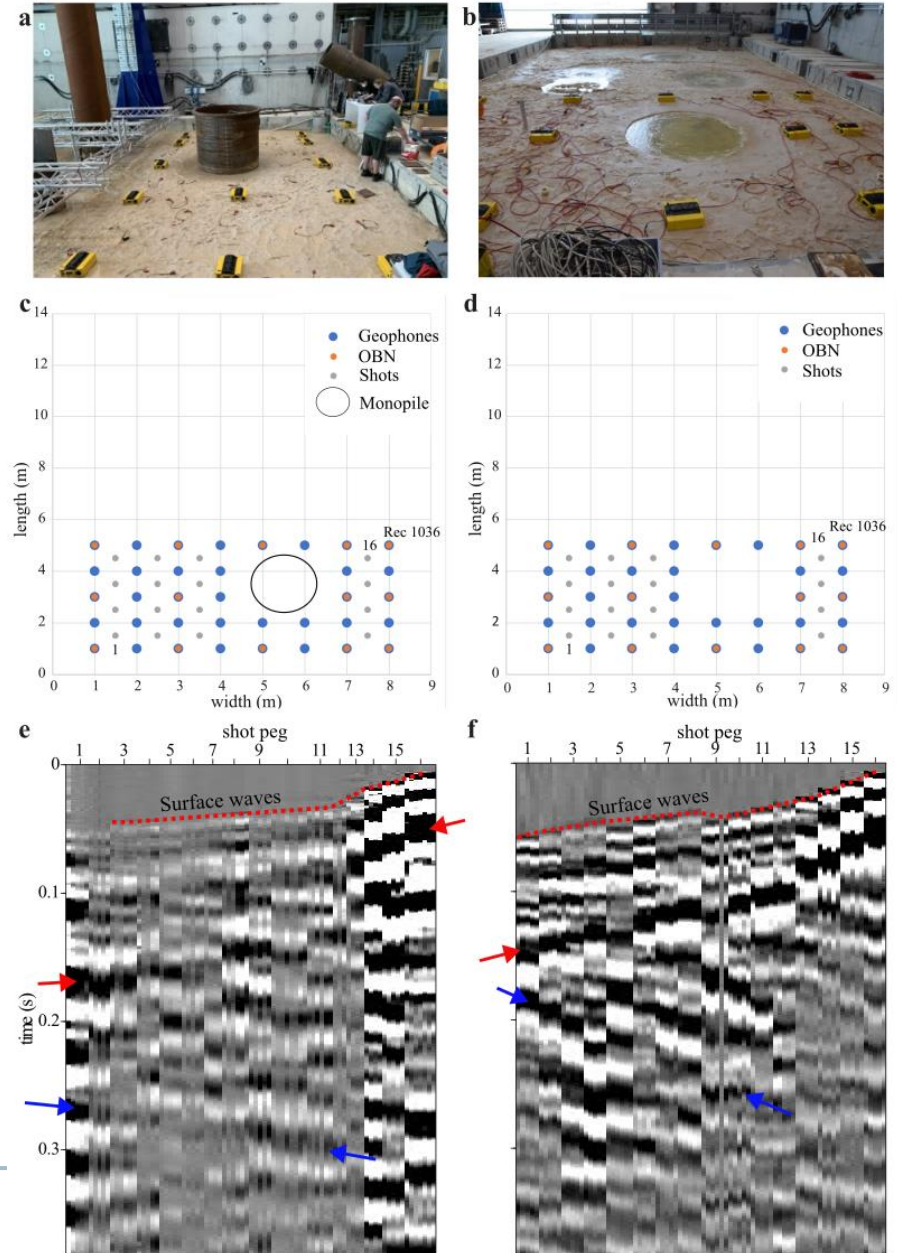 a
b
c
d
14
12
10
8
6
4
2
0
length (m)
Geophones
OBN
Shots
Monopile
Rec 1036
16
1
0 1 2 3 4 5 6 7 8 9
width (m)
14
12
10
8
6
4
2
0
length (m)
Geophones
OBN
Shots
Rec 1036
16
1
0 1 2 3 4 5 6 7 8 9
width (m)
e
shot peg
1 3 5 7 9 11 13 15
0
0.1
0.2
0.3
time (s)
Surface waves
f
shot peg
1 3 5 7 9 11 13 15
Surface waves